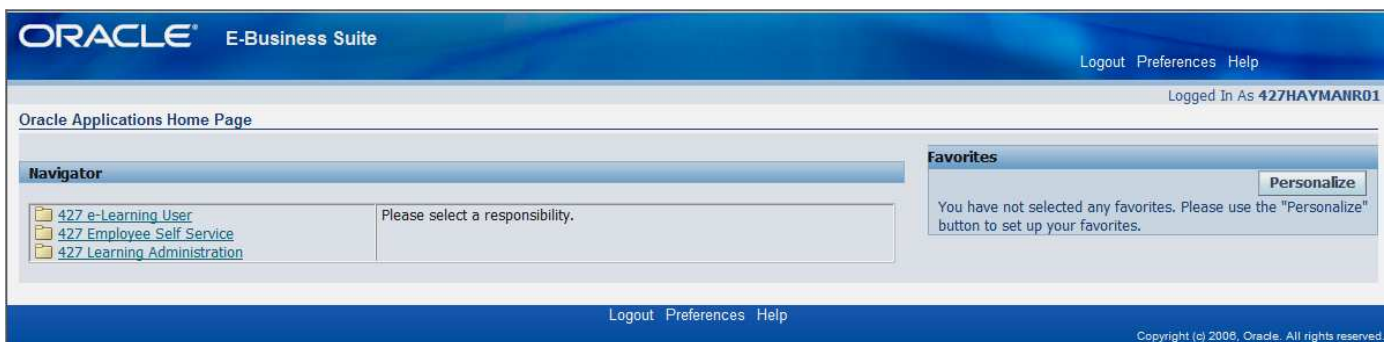 ORACLE® E-Business Suite
Logout Preferences Help
Logged In As 427HAYMANR01
Oracle Applications Home Page
Navigator
427 e-Learning User
427 Employee Self Service
427 Learning Administration
Please select a responsibility.
Favorites
Personalize
You have not selected any favorites. Please use the "Personalize"
button to set up your favorites.
Logout Preferences Help
Copyright (c) 2006, Oracle. All rights reserved.